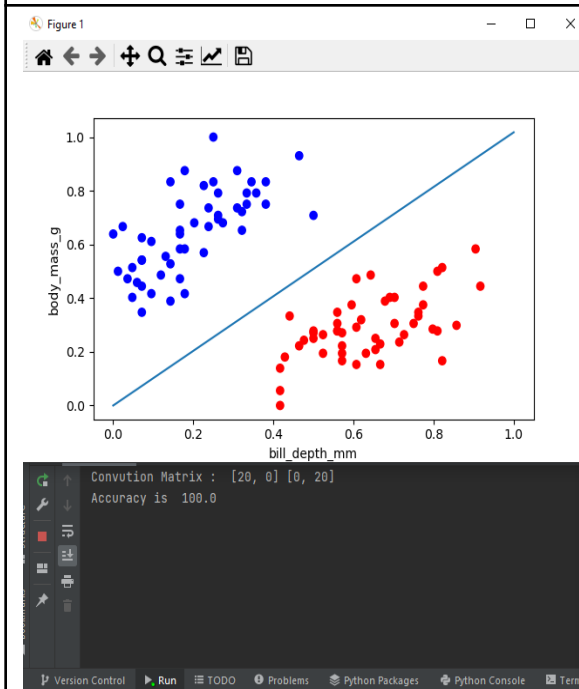 Figure 1
1.0
0.8
0.6
0.4
0.2
0.0
body_mass_g
0.0 0.2 0.4 0.6 0.8 1.0
bill_depth_mm
Convution Matrix : [20, 0] [0, 20]
Accuracy is 100.0
Version Control Run TODO Problems Python Packages Python Console Term